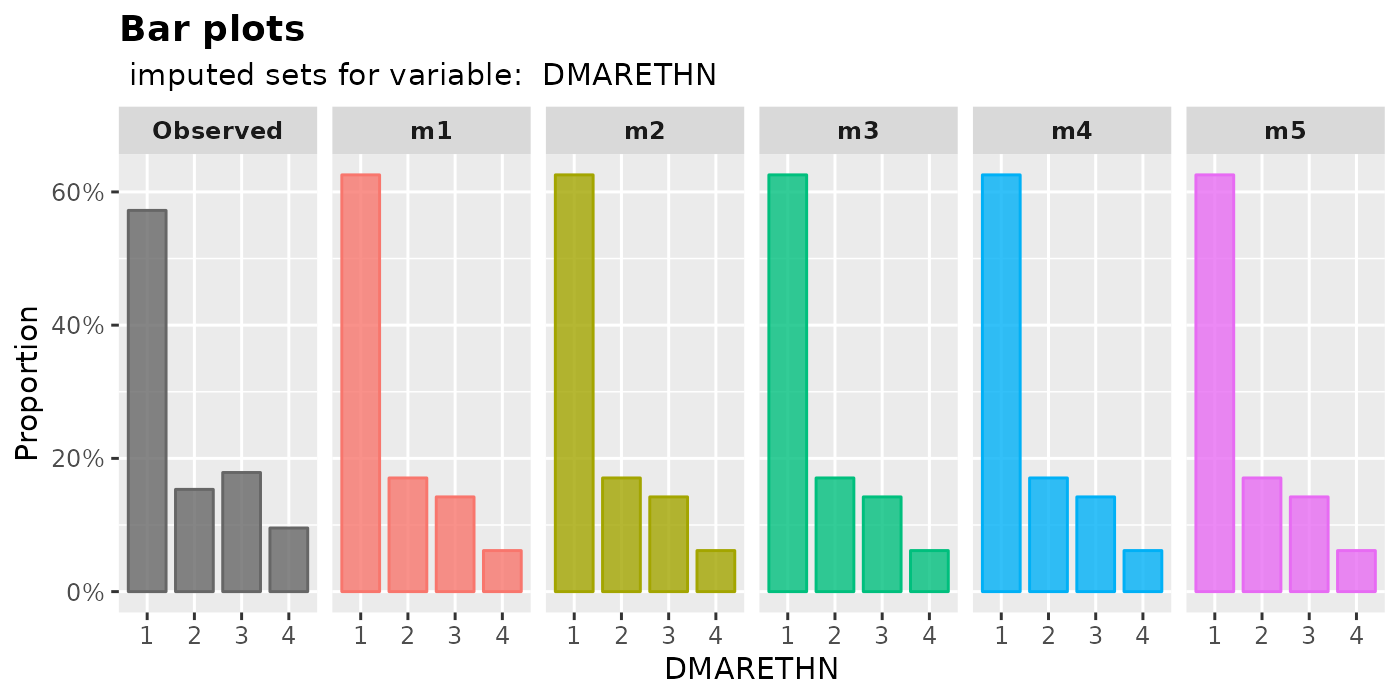 Bar plots
imputed sets for variable:  DMARETHN
Observed m1 m2 m3 m4 m5
60%
40%
20%
0%
Proportion
1 2 3 4 1 2 3 4 1 2 3 4 1 2 3 4 1 2 3 4 1 2 3 4
DMARETHN